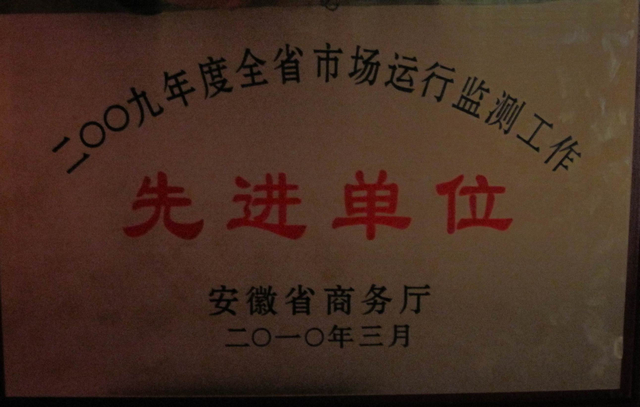 二〇〇九年度全省市场运行监测工作
先进单位
安徽省商务厅
二〇一〇年三月